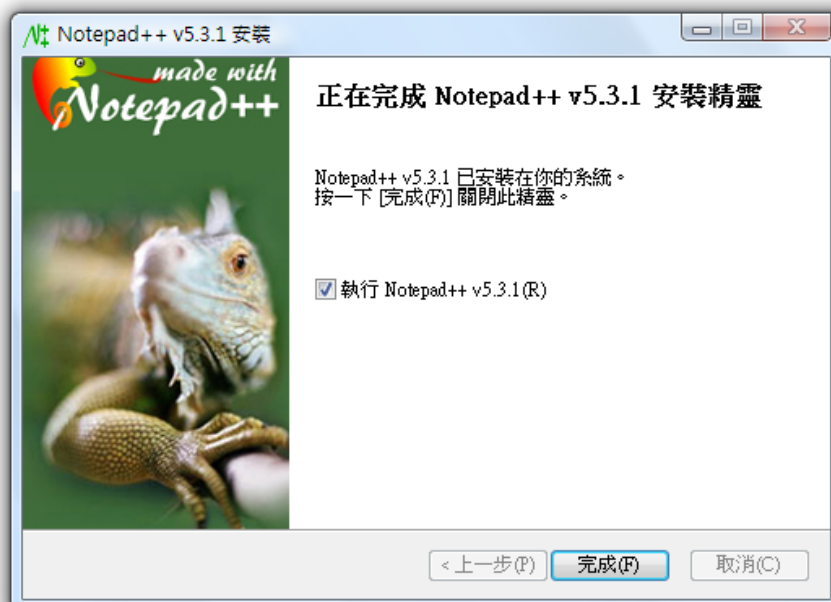 Notepad++ v5.3.1 安裝
made with
Notepad++
正在完成 Notepad++ v5.3.1 安裝精靈
Notepad++ v5.3.1 已安裝在你的系統。
按一下 [完成(F)] 關閉此精靈。
執行 Notepad++ v5.3.1(R)
< 上一步(P)
完成(F)
取消(C)